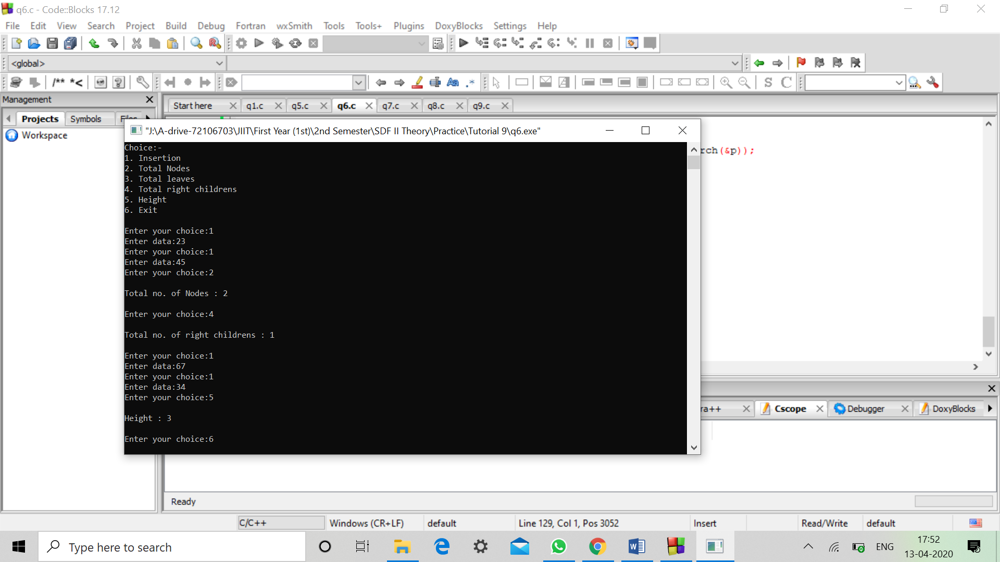 q6.c - Code::Blocks 17.12
File Edit View Search Project Build Debug Fortran wxSmith Tools Tools+ Plugins DoxyBlocks Settings Help
<global>
/** *<
Management
Start here q1.c q5.c q6.c q7.c q8.c q9.c
Projects Symbols
Workspace
"J:\A-drive-72106703\JIIT\First Year (1st)\2nd Semester\SDF II Theory\Practice\Tutorial 9\q6.exe"
rch(&p));
Choice:-
1. Insertion
2. Total Nodes
3. Total leaves
4. Total right childrens
5. Height
6. Exit
Enter your choice:1
Enter data:23
Enter your choice:1
Enter data:45
Enter your choice:2
Total no. of Nodes : 2
Enter your choice:4
Total no. of right childrens : 1
Enter your choice:1
Enter data:67
Enter your choice:1
Enter data:34
Enter your choice:5
Height : 3
Enter your choice:6
ra++ Cscope Debugger DoxyBlocks
Ready
C/C++ Windows (CR+LF) default Line 129, Col 1, Pos 3052 Insert Read/Write default
Type here to search
ENG
17:52
13-04-2020